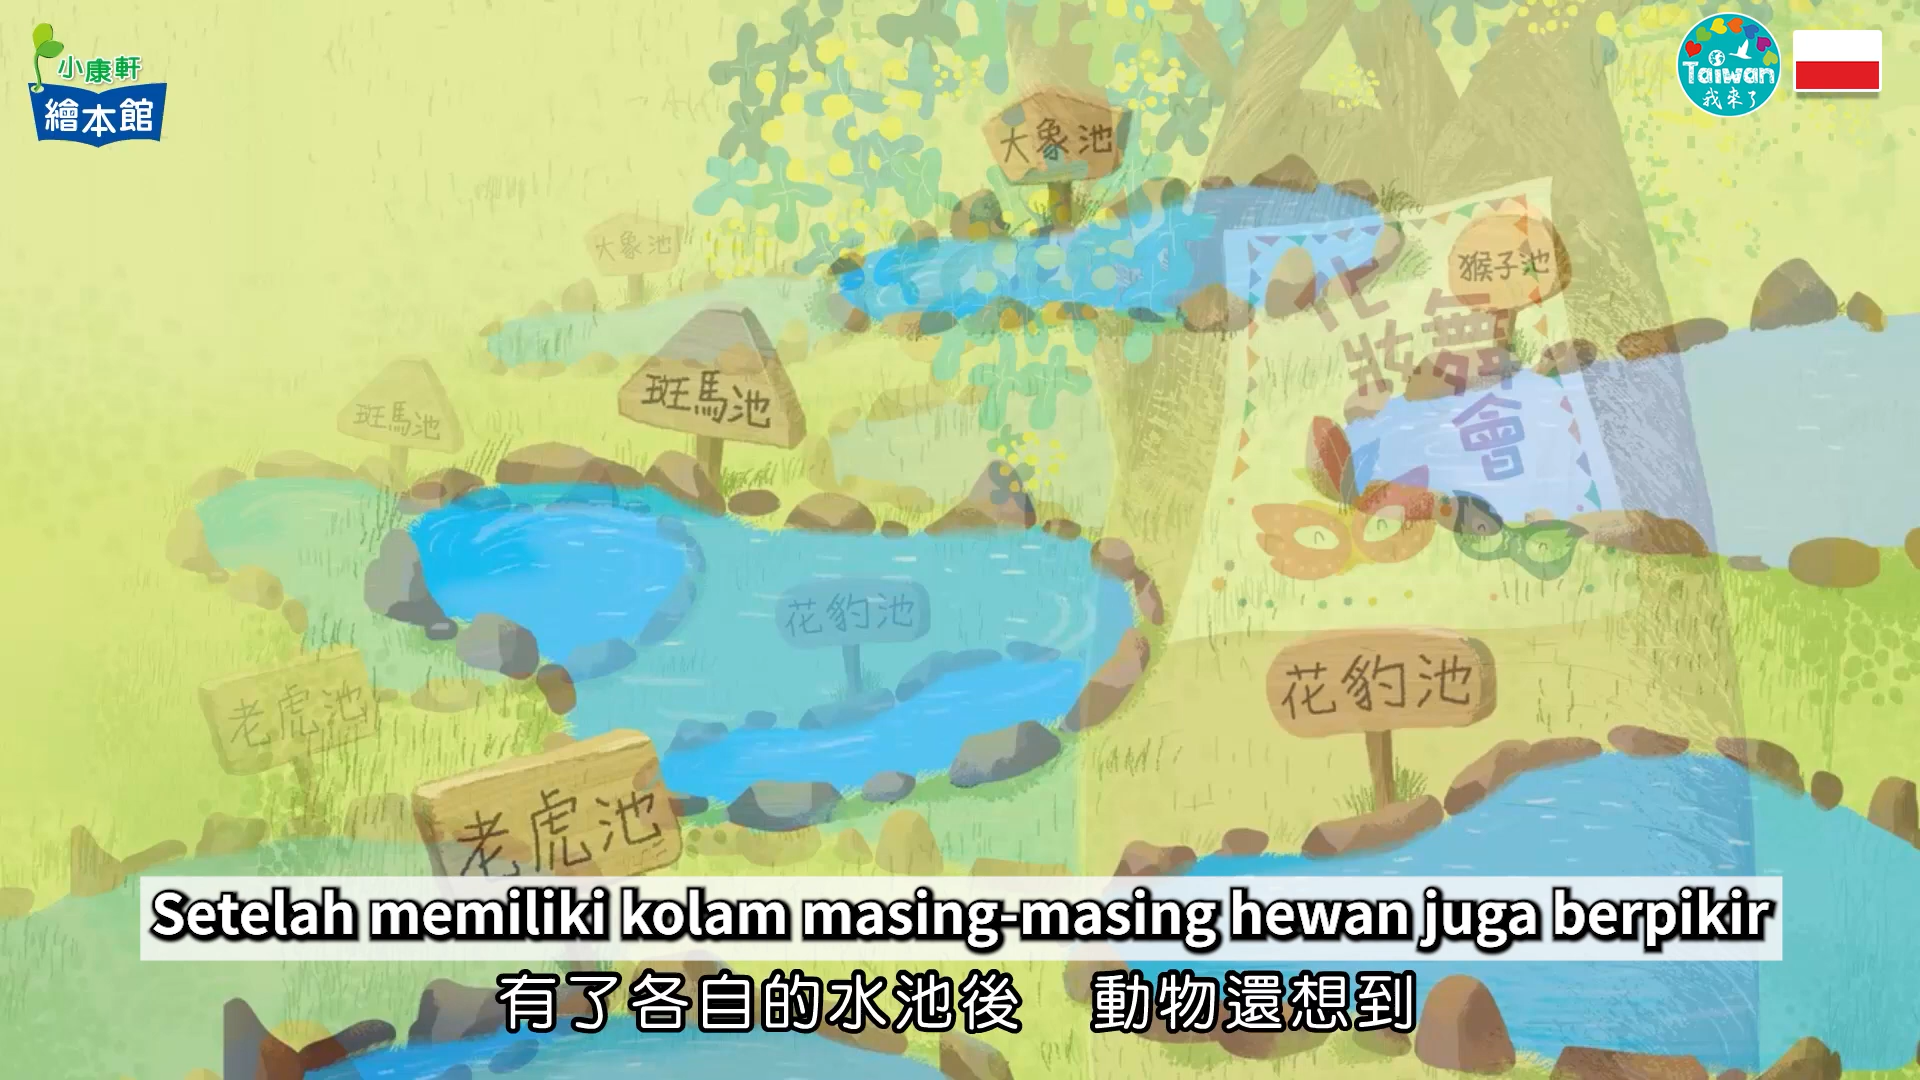 小康軒
繪本館
Taiwan
我來了
大象池
大象池
猴子池
化妝舞會
斑馬池
斑馬池
花豹池
花豹池
老虎池
老虎池
Setelah memiliki kolam masing-masing hewan juga berpikir
有了各自的水池後 動物還想到